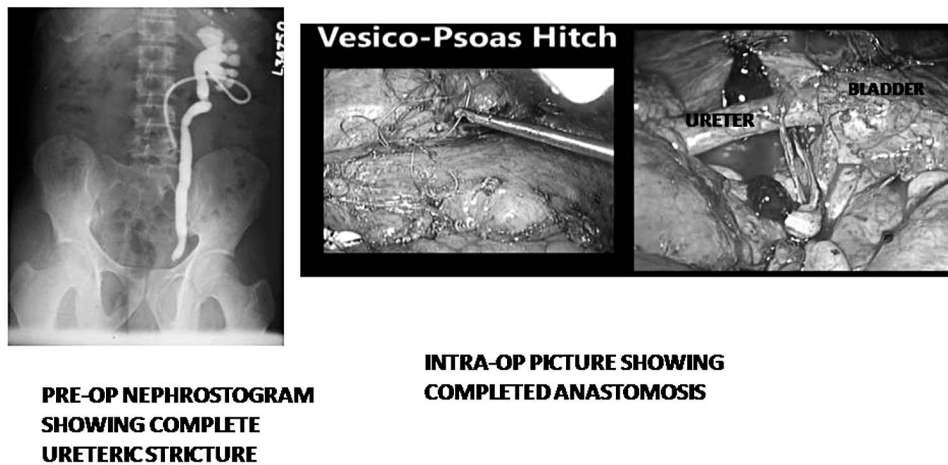 Vesico-Psoas Hitch
URETER
BLADDER
PRE-OP NEPHROSTOGRAM
SHOWING COMPLETE
URETERIC STRICTURE
INTRA-OP PICTURE SHOWING
COMPLETED ANASTOMOSIS